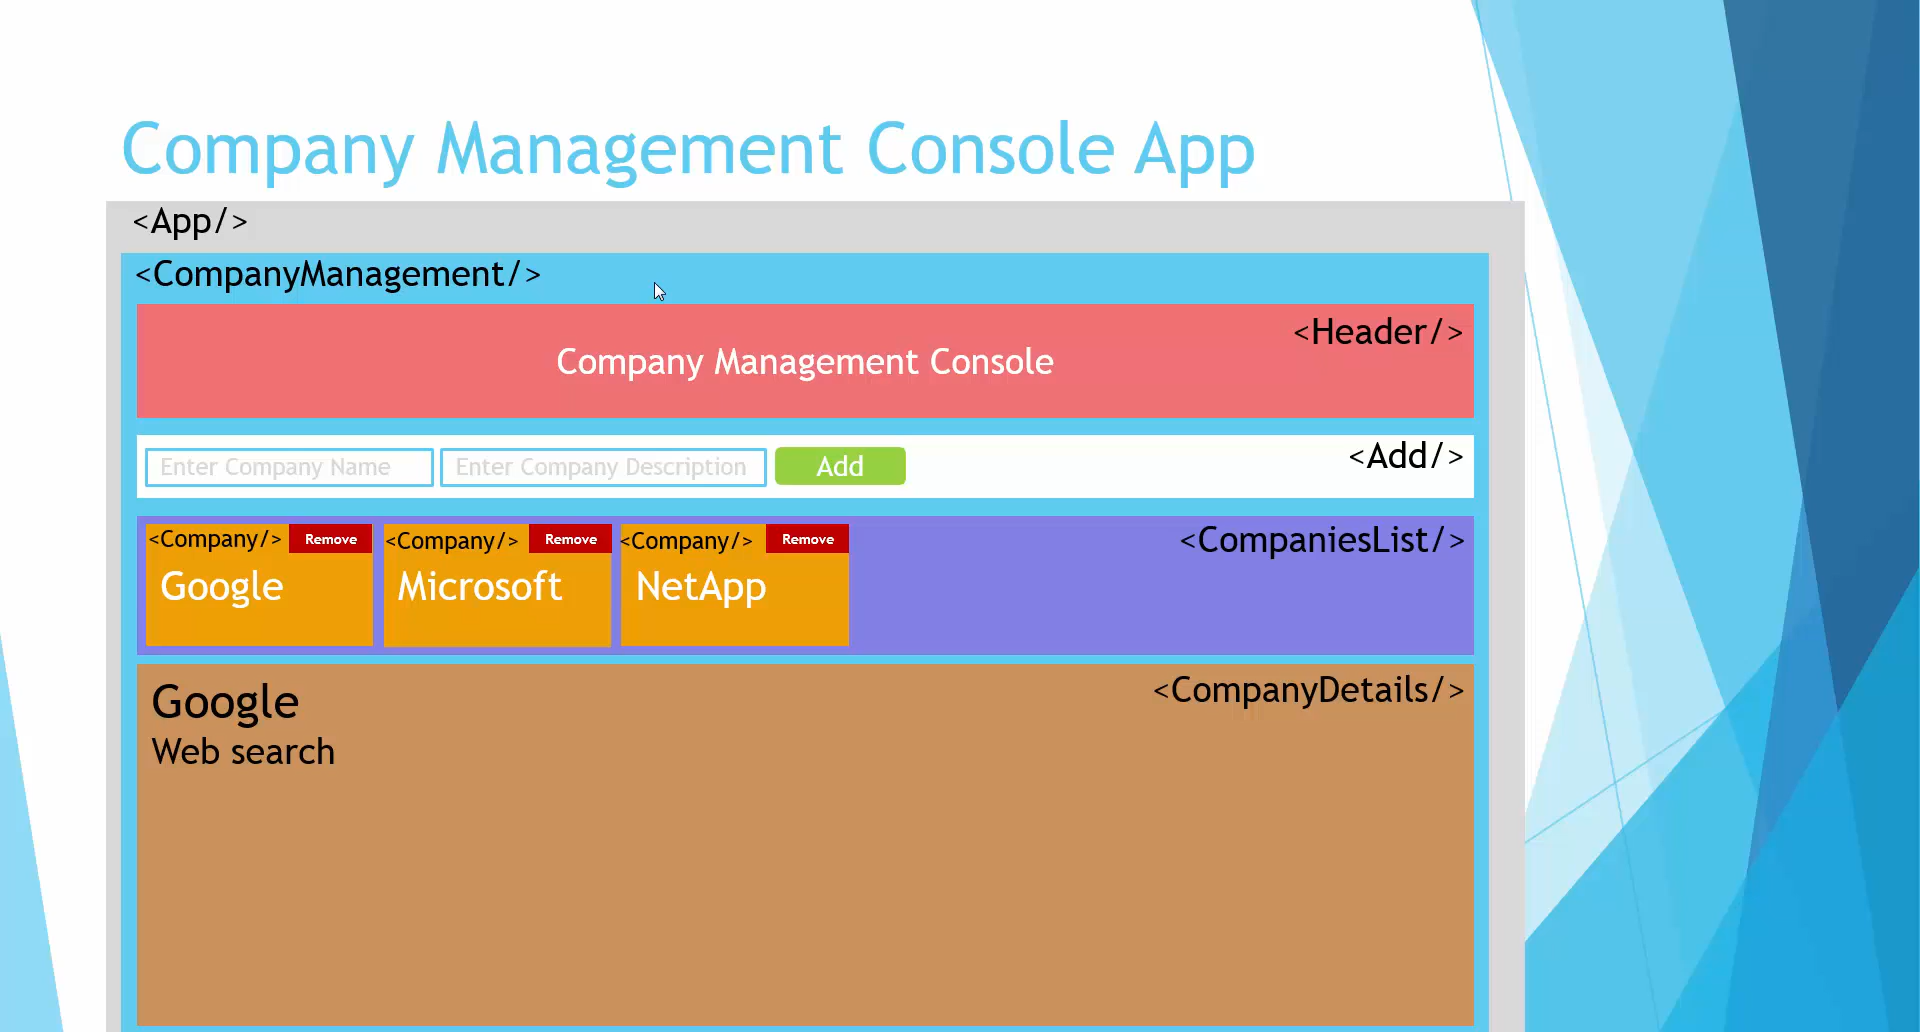 Company Management Console App
<App/>
<CompanyManagement/>
<Header/>
Company Management Console
<Add/>
Enter Company Name Enter Company Description Add
<Company/> Remove <Company/> Remove <Company/> Remove <CompaniesList/>
Google Microsoft NetApp
<CompanyDetails/>
Google
Web search